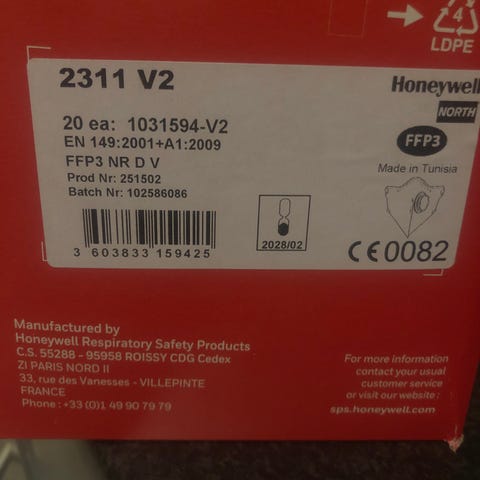 4
LDPE
2311 V2
Honeywell
NORTH
20 ea: 1031594-V2
EN 149:2001+A1:2009
FFP3 NR D V
FFP3
Prod Nr: 251502
Batch Nr: 102586086
Made in Tunisia
2028/02
3 603833 159425
CE0082
Manufactured by
Honeywell Respiratory Safety Products
C.S. 55288 - 95958 ROISSY CDG Cedex
ZI PARIS NORD II
33, rue des Vanesses - VILLEPINTE
FRANCE
Phone : +33 (0)1 49 90 79 79
For more information
contact your usual
customer service
or visit our website :
sps.honeywell.com